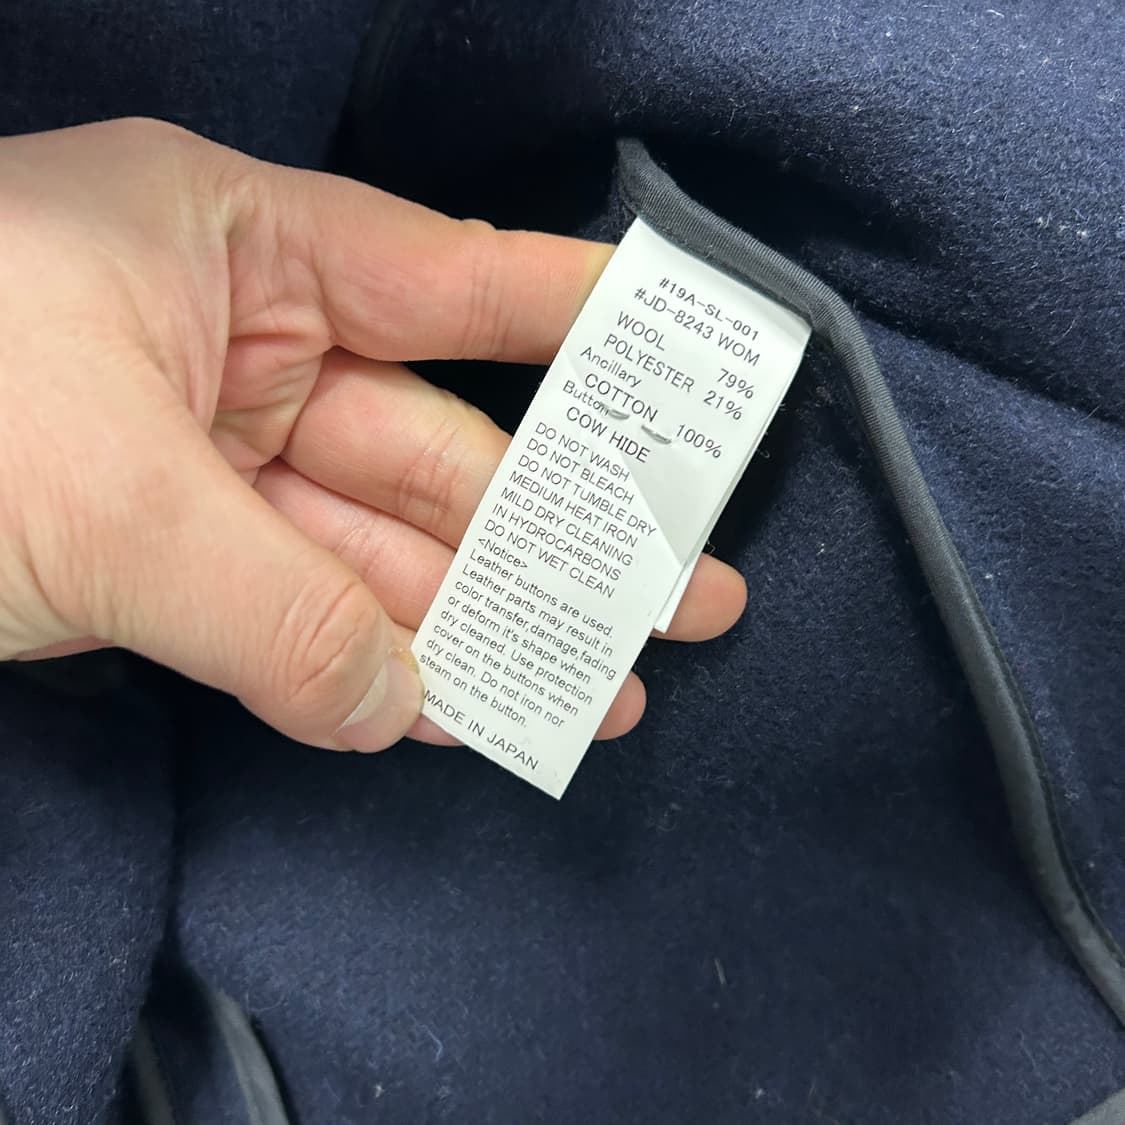 #19A-SL-001
#JD-8243 WOM
WOOL 79%
POLYESTER 21%
Ancillary
COTTON 100%
Button
COW HIDE
DO NOT WASH
DO NOT BLEACH
DO NOT TUMBLE DRY
MEDIUM HEAT IRON
MILD DRY CLEANING
IN HYDROCARBONS
DO NOT WET CLEAN
<Notice>
Leather buttons are used.
Leather parts may result in
color transfer,damage,fading
or deform it's shape when
dry cleaned. Use protection
cover on the buttons when
dry clean. Do not iron nor
steam on the button.
MADE IN JAPAN